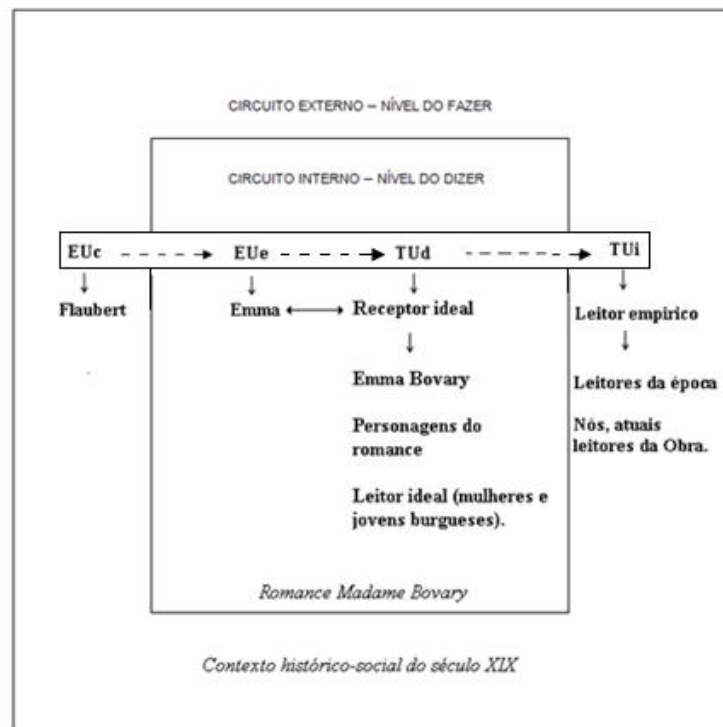 CIRCUITO EXTERNO – NÍVEL DO FAZER
CIRCUITO INTERNO – NÍVEL DO DIZER
EUc
EUe
TUd
TUi
Flaubert
Emma
Receptor ideal
Leitor empírico
Emma Bovary
Leitores da época
Personagens do
romance
Nós, atuais
leitores da Obra.
Leitor ideal (mulheres e
jovens burgueses).
Romance Madame Bovary
Contexto histórico-social do século XIX